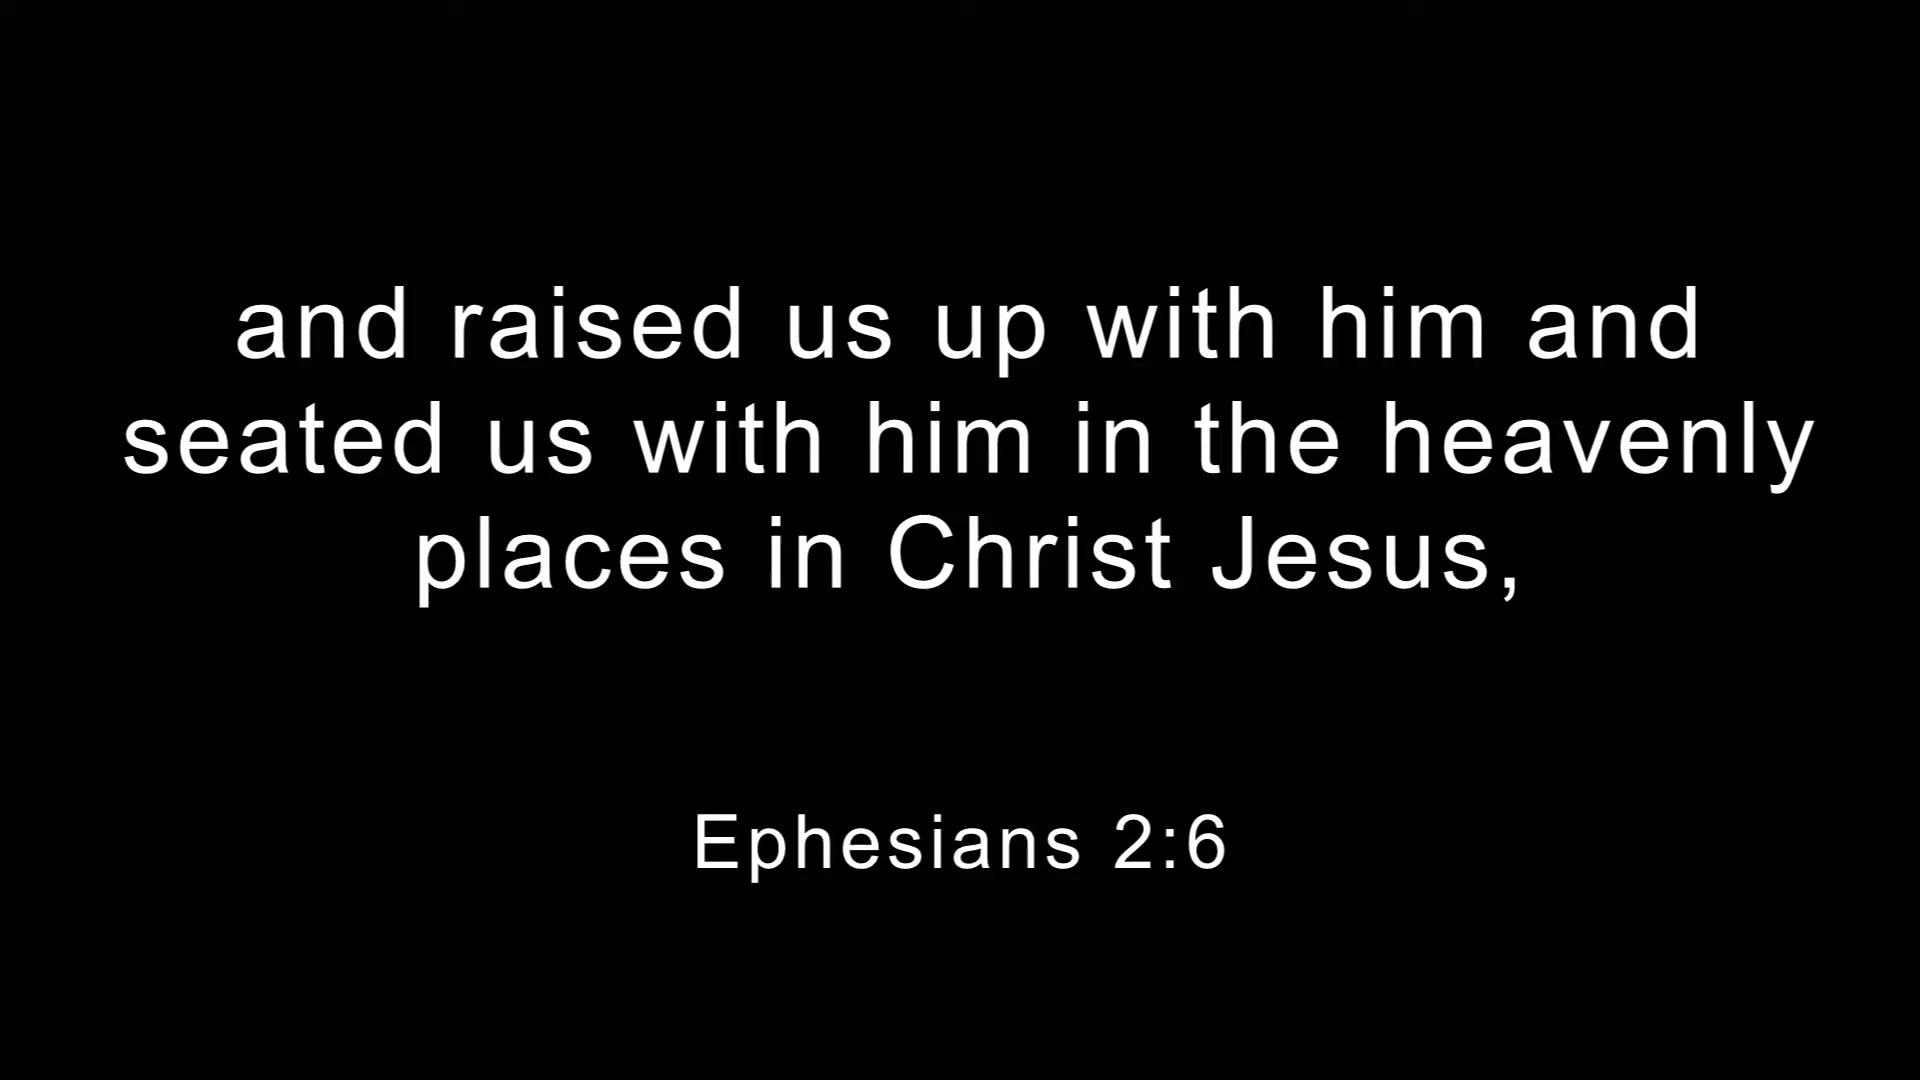 and raised us up with him and
seated us with him in the heavenly
places in Christ Jesus,
Ephesians 2:6